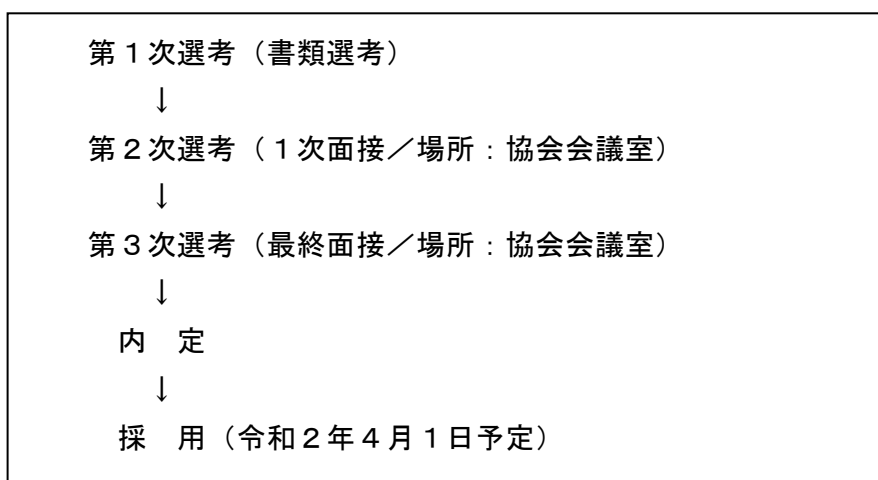 第１次選考（書類選考）
↓
第２次選考（１次面接／場所：協会会議室）
↓
第３次選考（最終面接／場所：協会会議室）
↓
内　定
↓
採　用（令和２年４月１日予定）